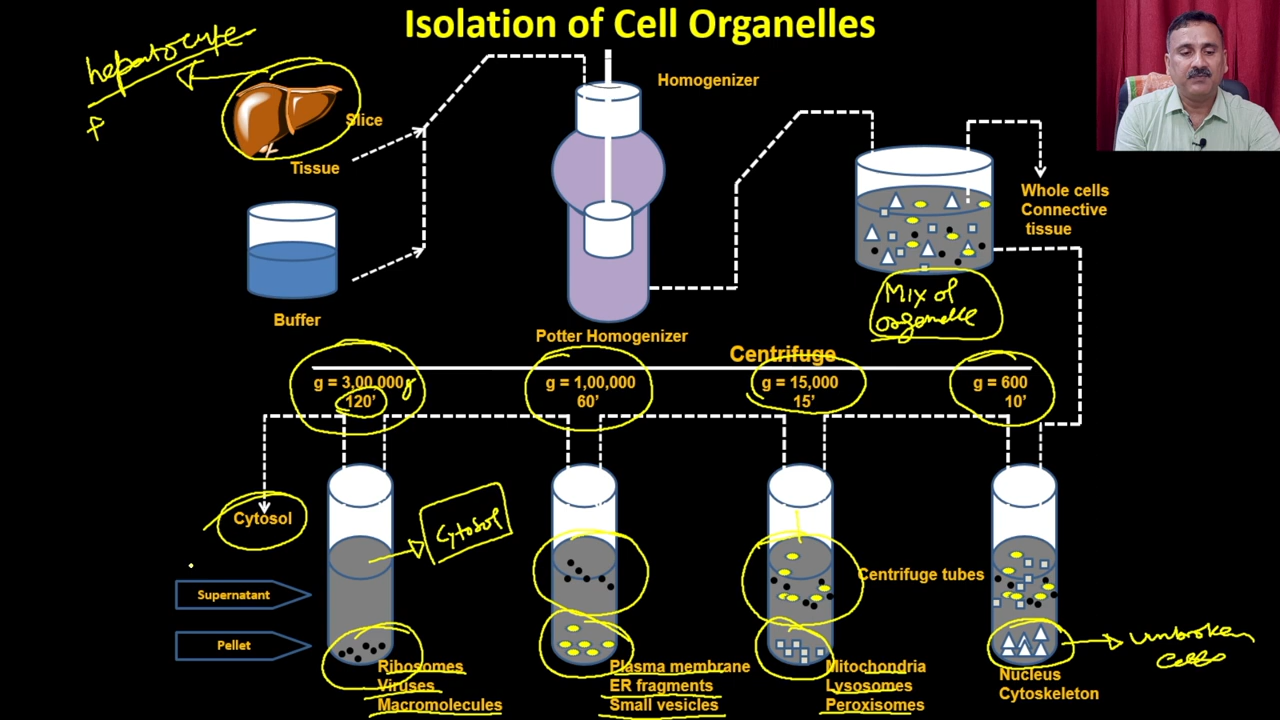 Isolation of Cell Organelles
hepatocyte
f
Slice
Tissue
Buffer
Homogenizer
Potter Homogenizer
Whole cells
Connective
tissue
Mix of
organelle
Centrifuge
g = 3,00,000g
120’
g = 1,00,000
60’
g = 15,000
15’
g = 600
10’
Cytosol
Cytosol
Centrifuge tubes
Supernatant
Pellet
Ribosomes
Viruses
Macromolecules
Plasma membrane
ER fragments
Small vesicles
Mitochondria
Lysosomes
Peroxisomes
Unbroken
Cells
Nucleus
Cytoskeleton